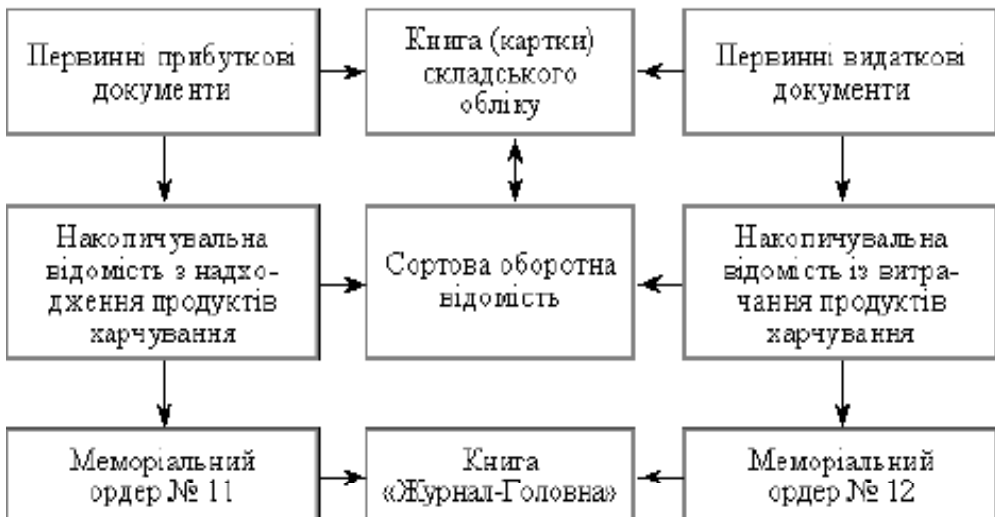 Первинні прибуткові
документи
Книга (картки)
складського
обліку
Первинні видаткові
документи
Накопичувальна
відомість з надхо-
дження продуктів
харчування
Сортова оборотна
відомість
Накопичувальна
відомість із витра-
чання продуктів
харчування
Меморіальний
ордер № 11
Книга
«Журнал-Головна»
Меморіальний
ордер № 12